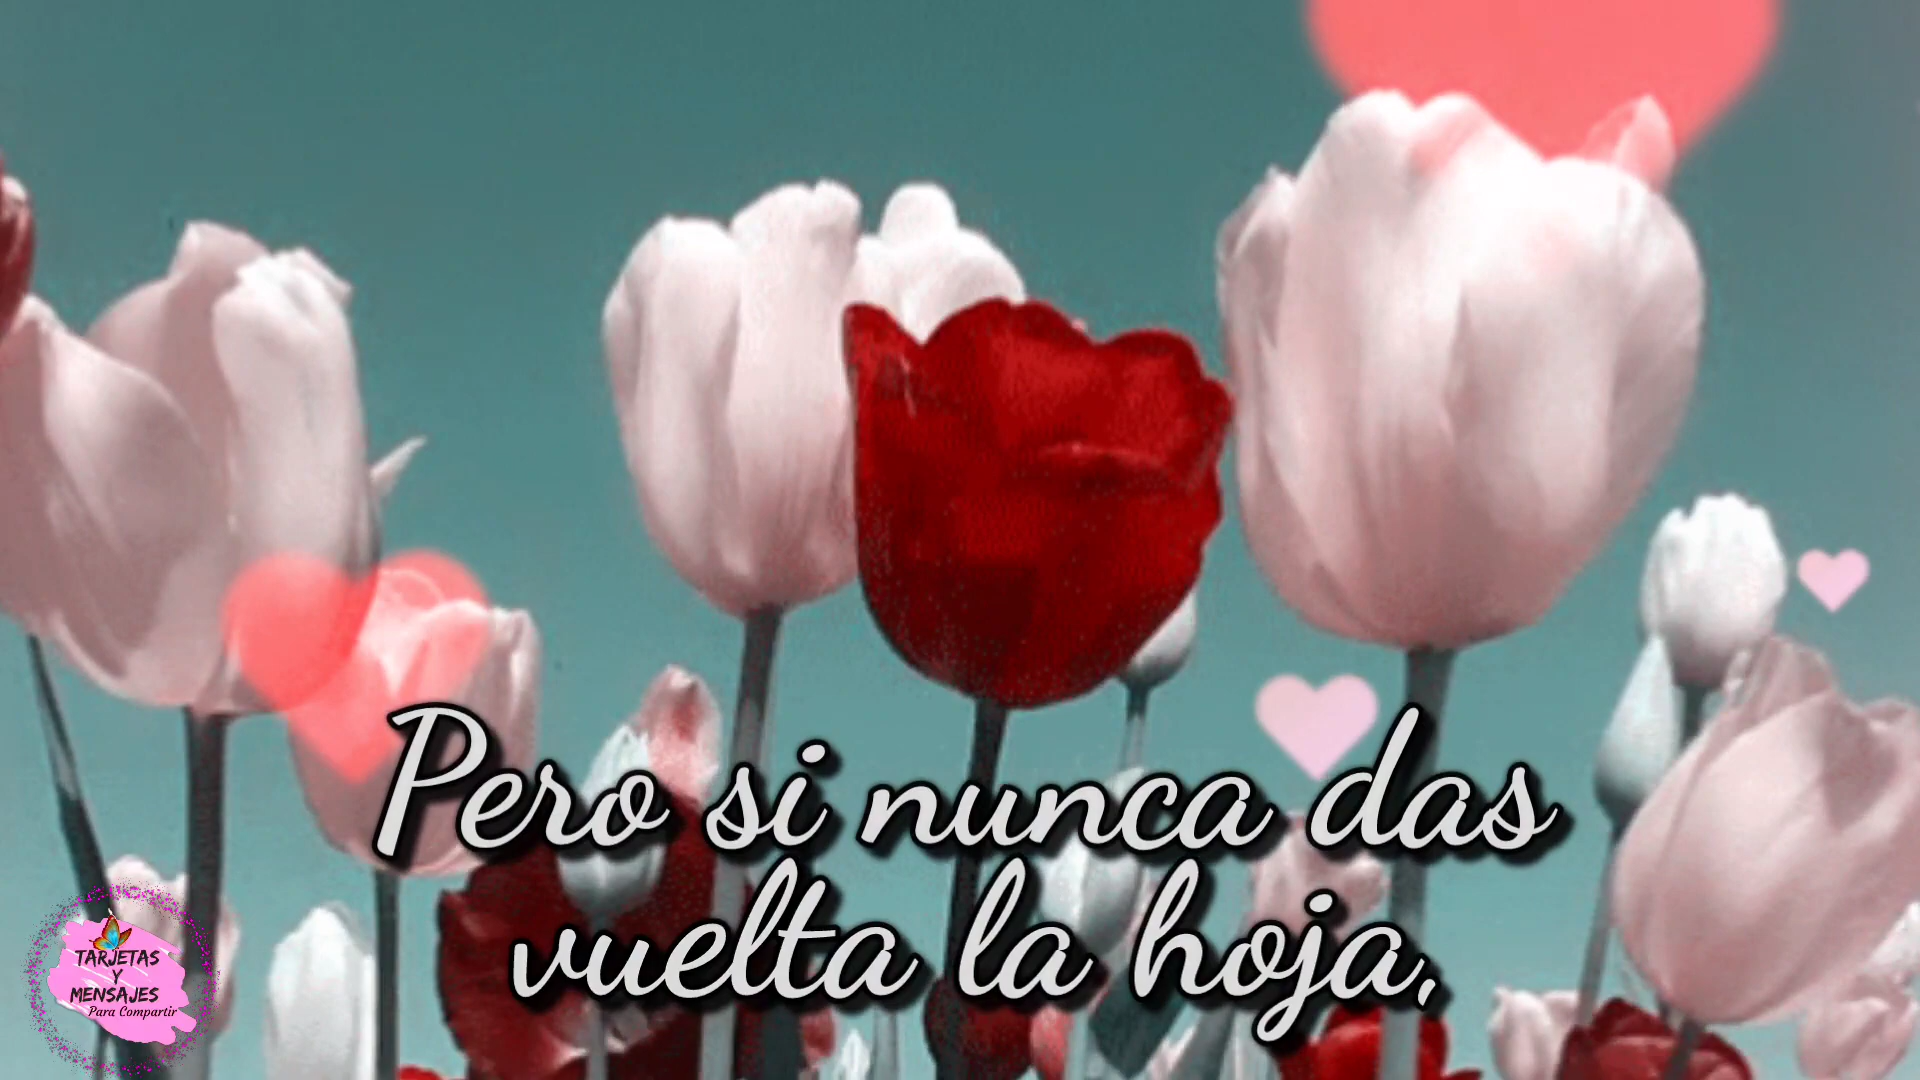 Pero si nunca das
vuelta la hoja,
TARJETAS
Y
MENSAJES
Para Compartir